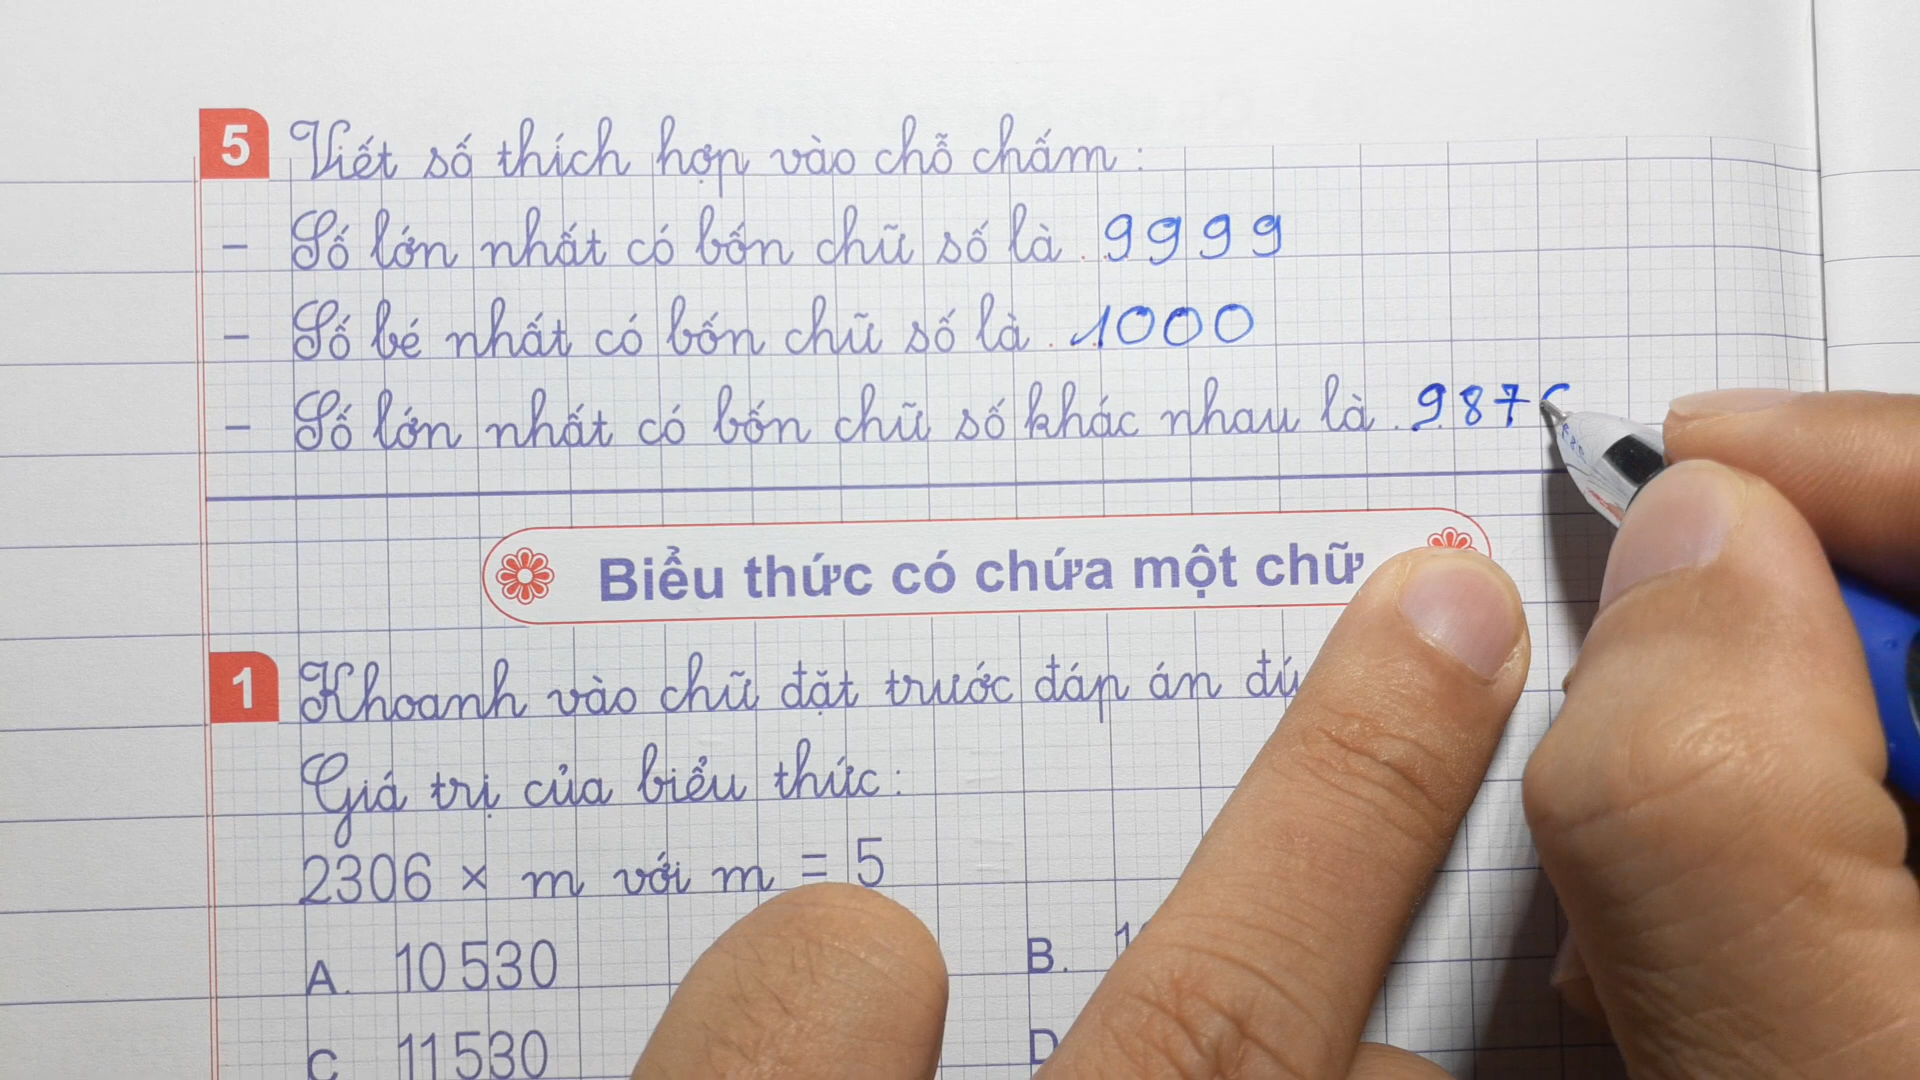 5 Viết số thích hợp vào chỗ chấm:
- Số lớn nhất có bốn chữ số là . 9999
- Số bé nhất có bốn chữ số là . 1000
- Số lớn nhất có bốn chữ số khác nhau là . 987
Biểu thức có chứa một chữ
1 Khoanh vào chữ đặt trước đáp án
Giá trị của biểu thức:
2306 × m với m = 5
A. 10 530 B.
C 11 530 D